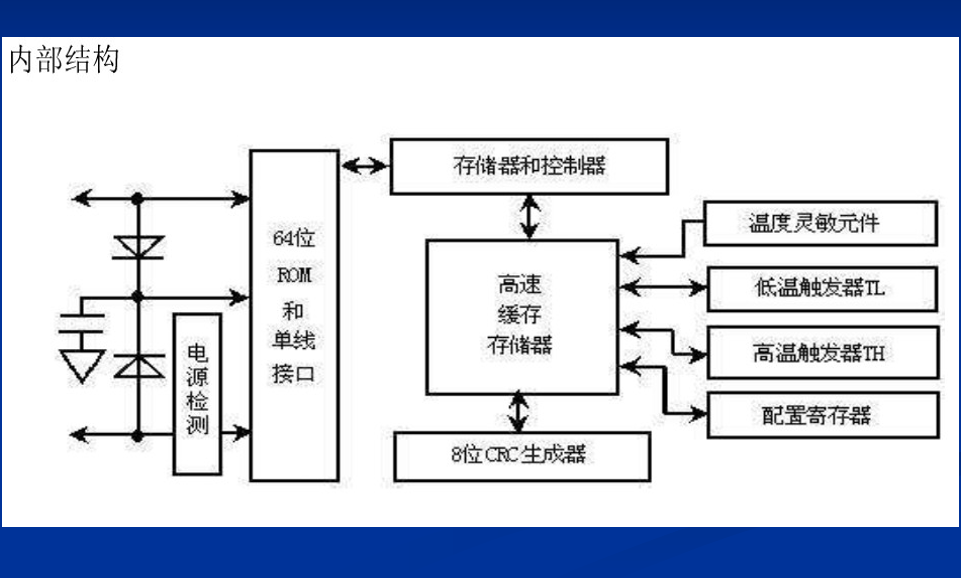 内部结构
64位
ROM
和
单线
接口
电
源
检
测
存储器和控制器
高速
缓存
存储器
8位CRC生成器
温度灵敏元件
低温触发器TL
高温触发器TH
配置寄存器